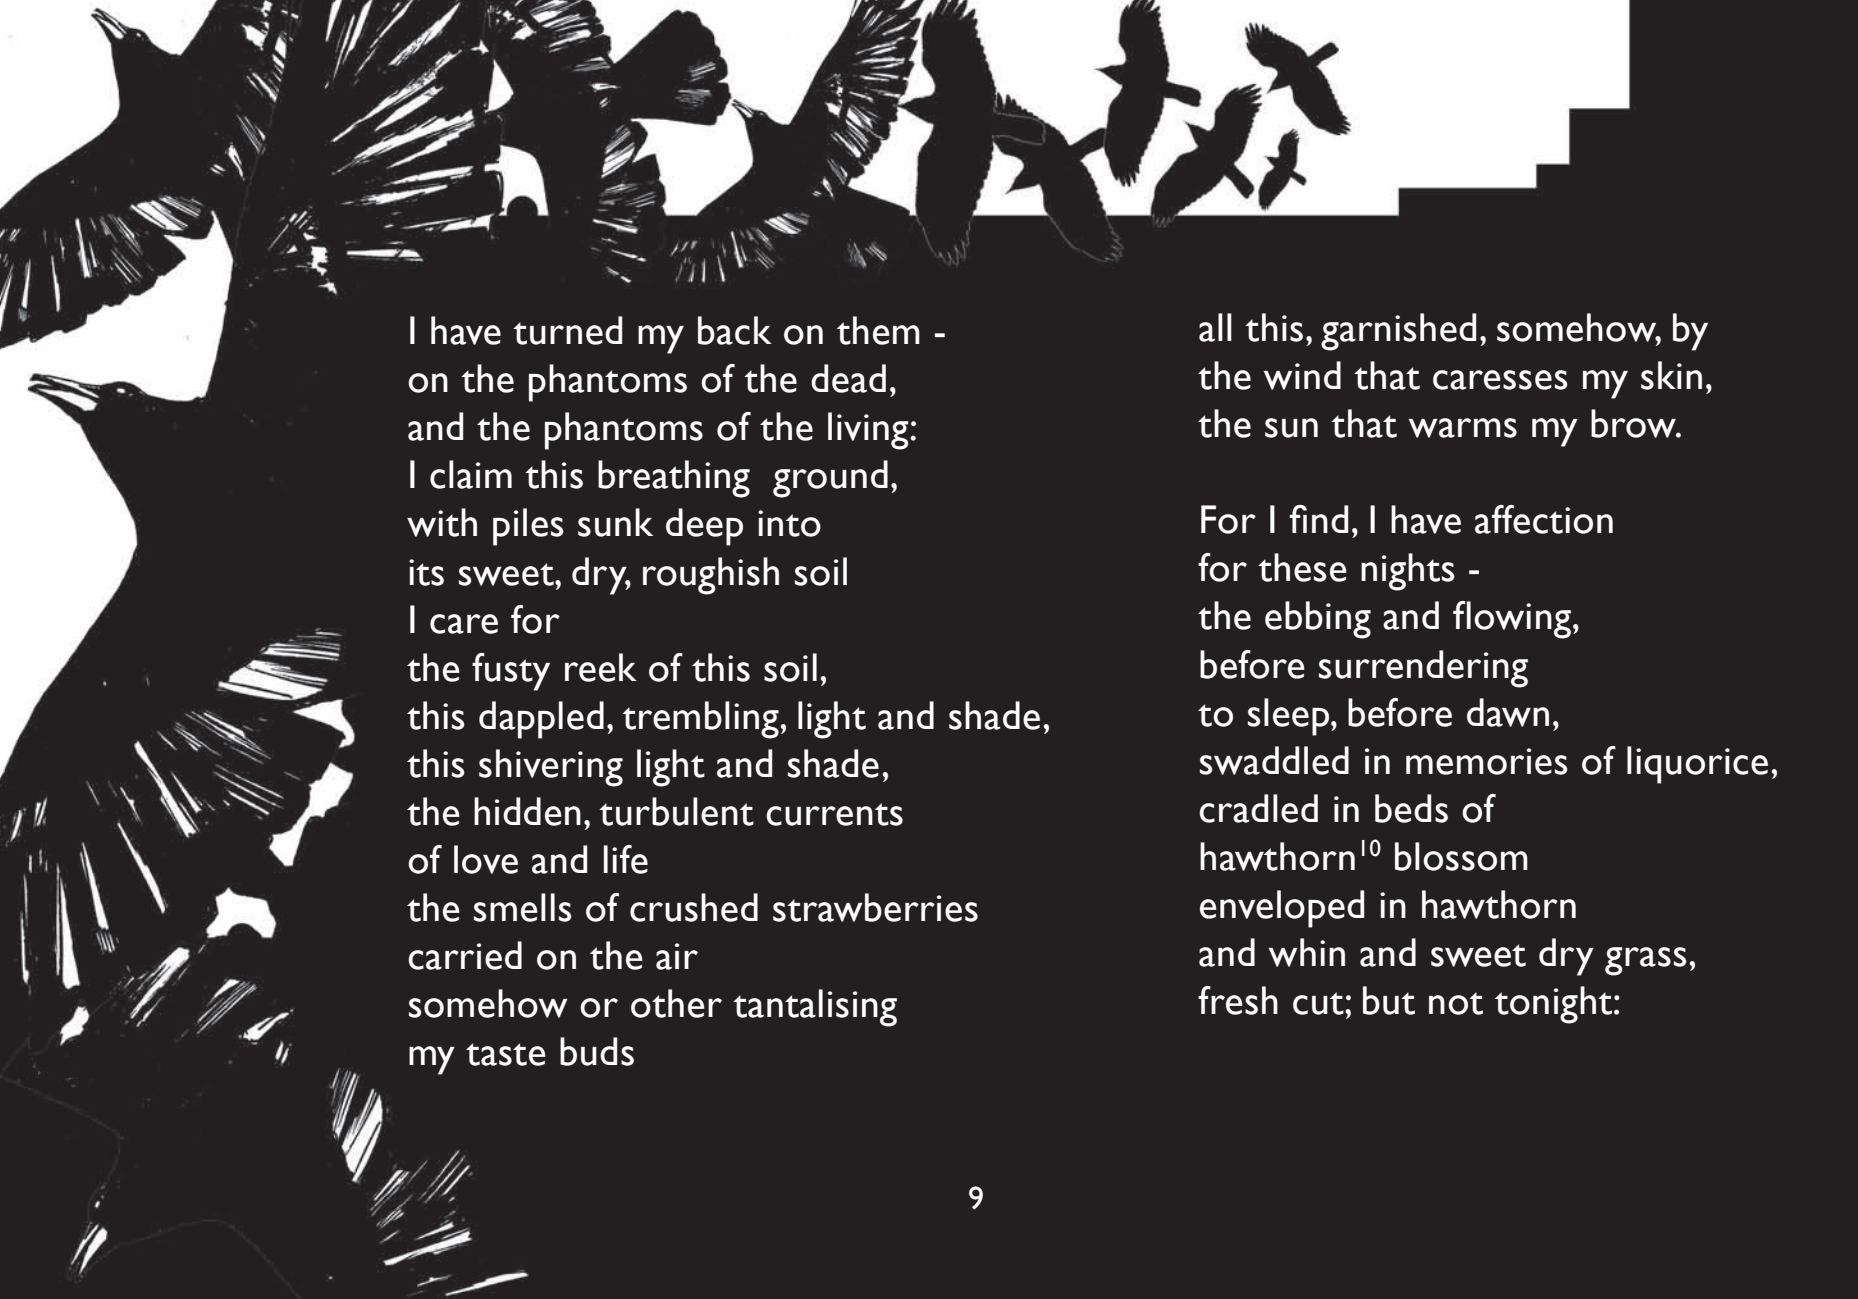 I have turned my back on them -
on the phantoms of the dead,
and the phantoms of the living:
I claim this breathing  ground,
with piles sunk deep into
its sweet, dry, roughish soil
I care for
the fusty reek of this soil,
this dappled, trembling, light and shade,
this shivering light and shade,
the hidden, turbulent currents
of love and life
the smells of crushed strawberries
carried on the air
somehow or other tantalising
my taste buds
all this, garnished, somehow, by
the wind that caresses my skin,
the sun that warms my brow.

For I find, I have affection
for these nights -
the ebbing and flowing,
before surrendering
to sleep, before dawn,
swaddled in memories of liquorice,
cradled in beds of
hawthorn¹⁰ blossom
enveloped in hawthorn
and whin and sweet dry grass,
fresh cut; but not tonight:
9